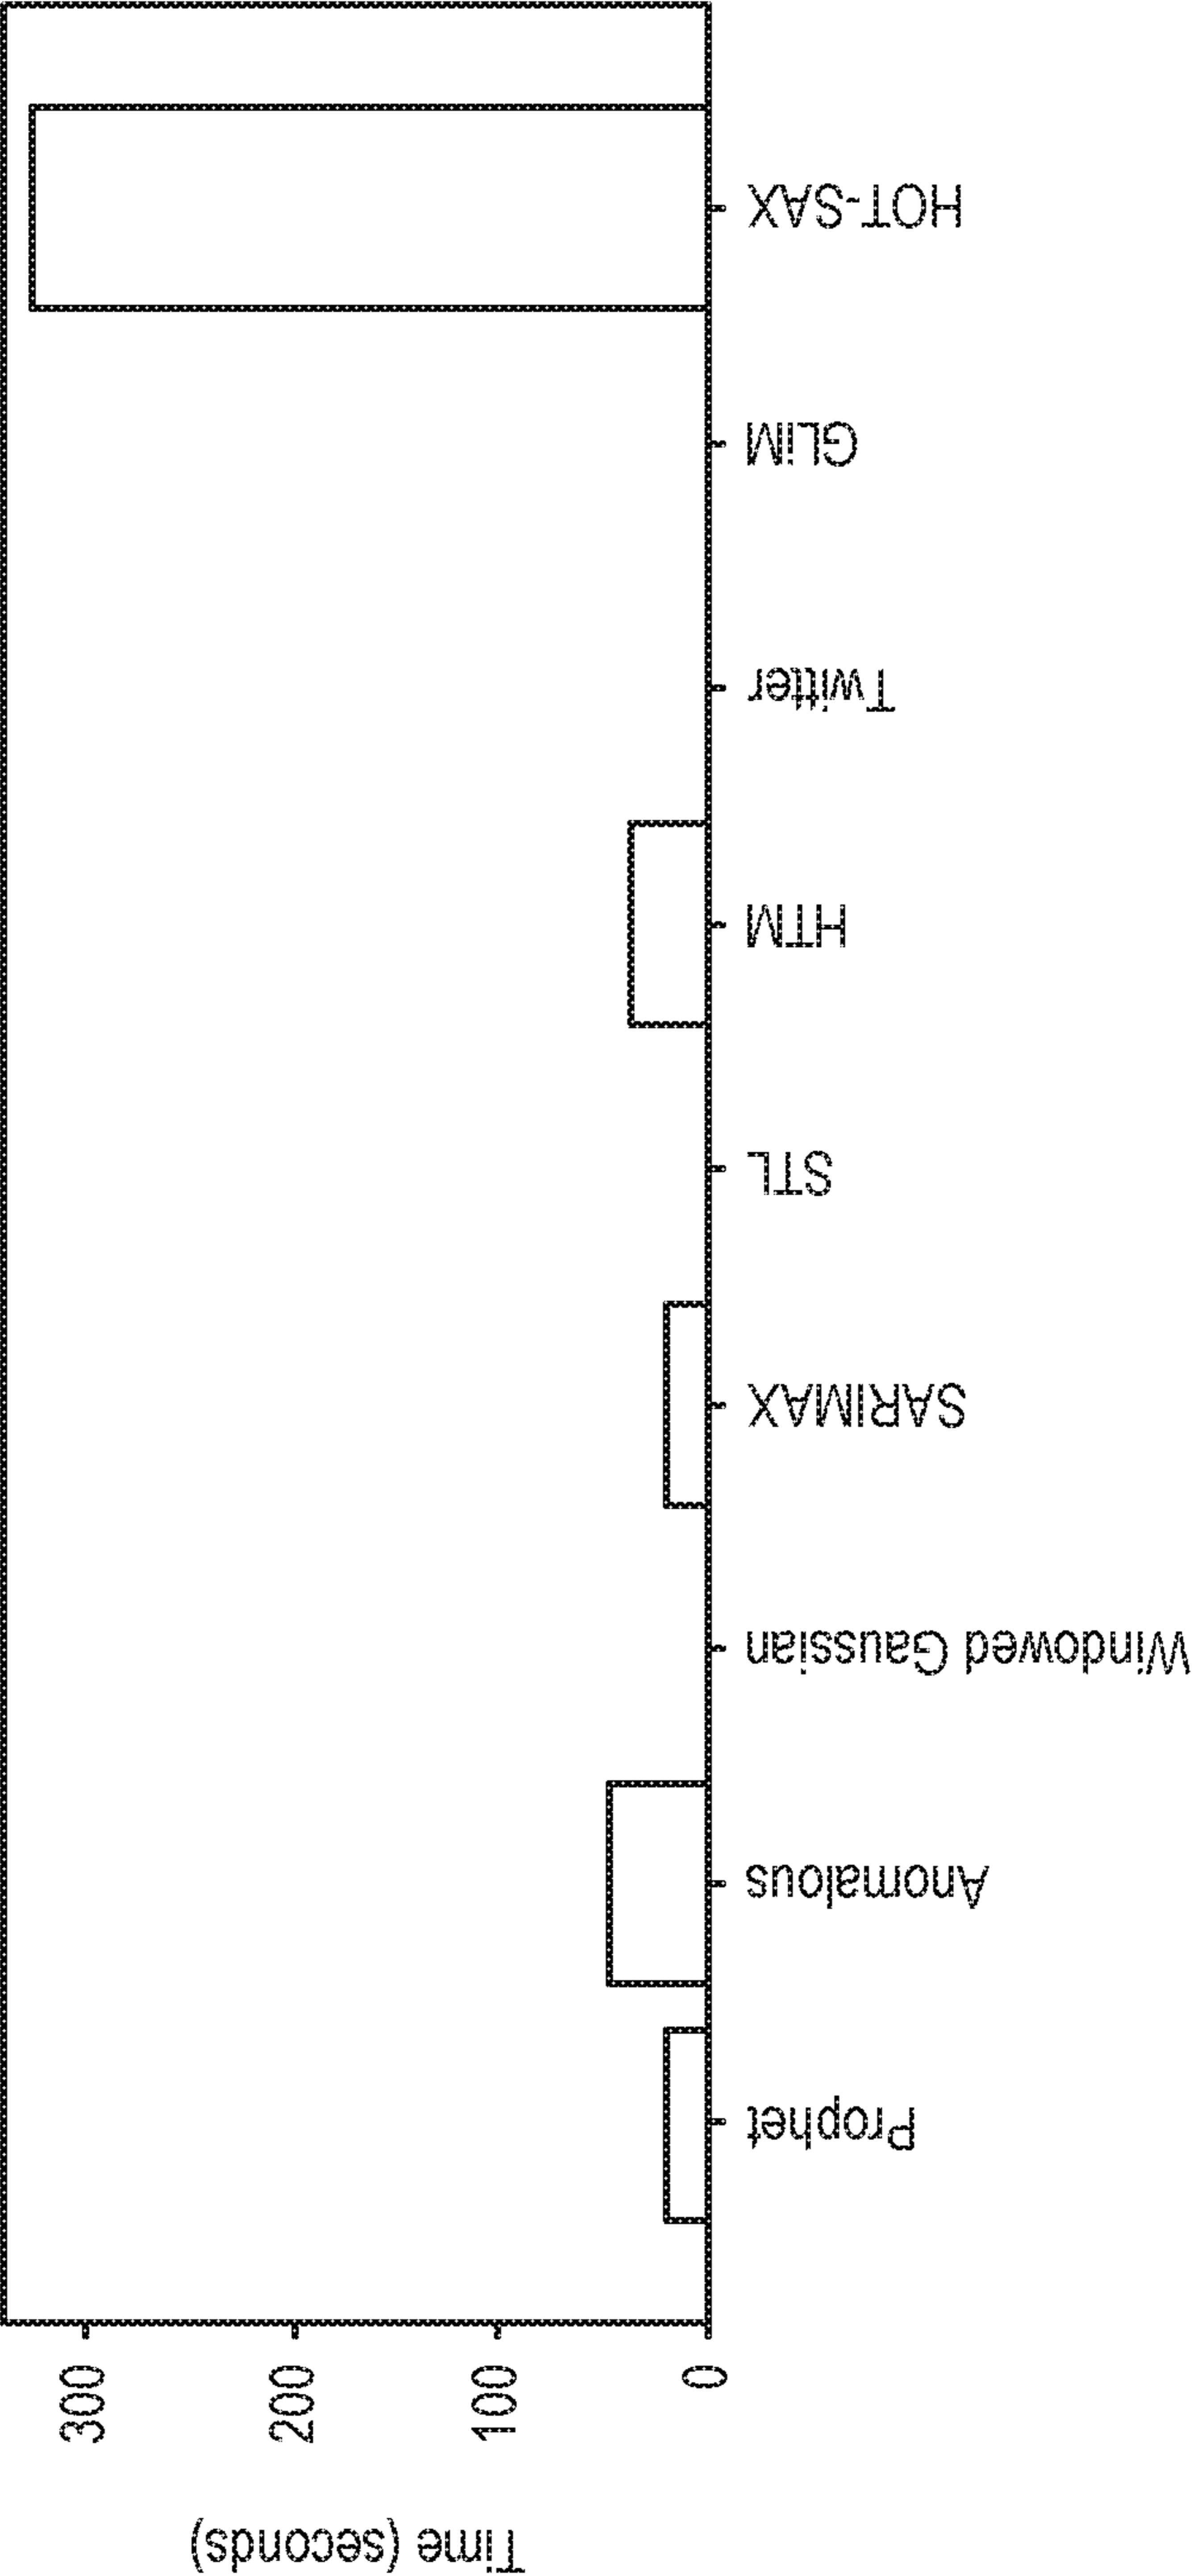 Time (seconds)
300
200
100
0
Prophet
Anomalous
Windowed Gaussian
SARIMAX
STL
HTM
Twitter
GLiM
HOT-SAX